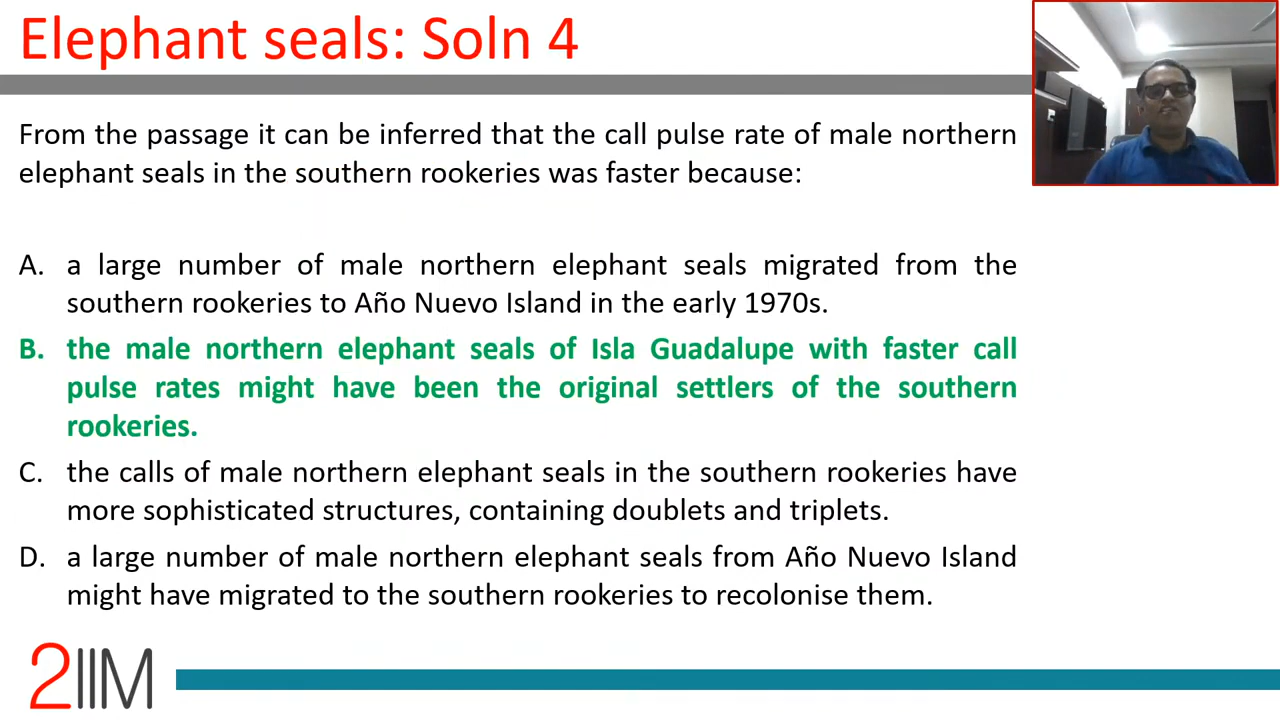 Elephant seals: Soln 4
From the passage it can be inferred that the call pulse rate of male northern
elephant seals in the southern rookeries was faster because:
A. a large number of male northern elephant seals migrated from the
southern rookeries to Año Nuevo Island in the early 1970s.
B. the male northern elephant seals of Isla Guadalupe with faster call
pulse rates might have been the original settlers of the southern
rookeries.
C. the calls of male northern elephant seals in the southern rookeries have
more sophisticated structures, containing doublets and triplets.
D. a large number of male northern elephant seals from Año Nuevo Island
might have migrated to the southern rookeries to recolonise them.
2IIM